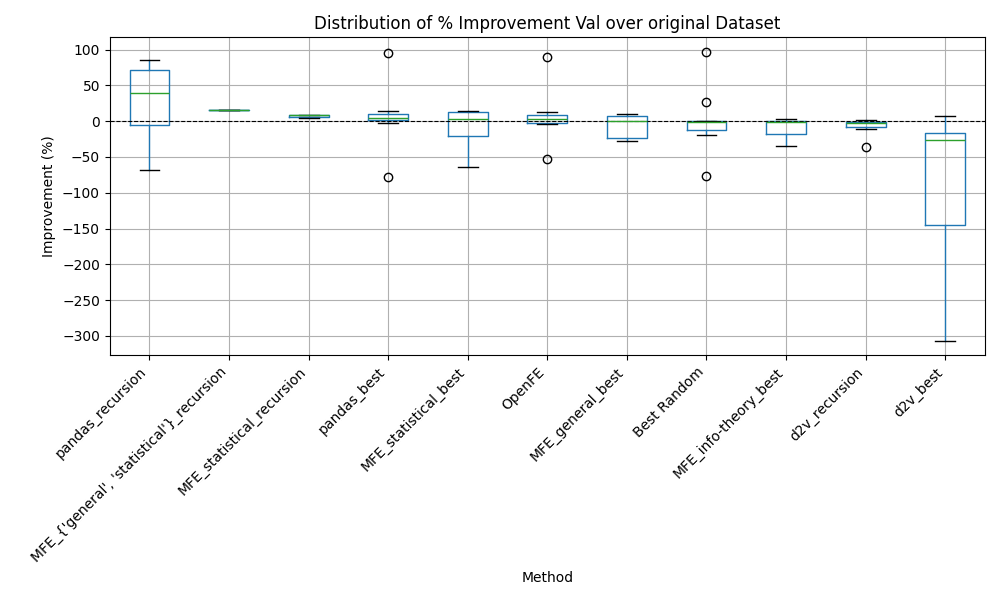 Distribution of % Improvement Val over original Dataset
Improvement (%)
100
50
0
−50
−100
−150
−200
−250
−300
pandas_recursion
MFE_{'general', 'statistical'}_recursion
MFE_statistical_recursion
pandas_best
MFE_statistical_best
OpenFE
MFE_general_best
Best Random
MFE_info-theory_best
d2v_recursion
d2v_best
Method